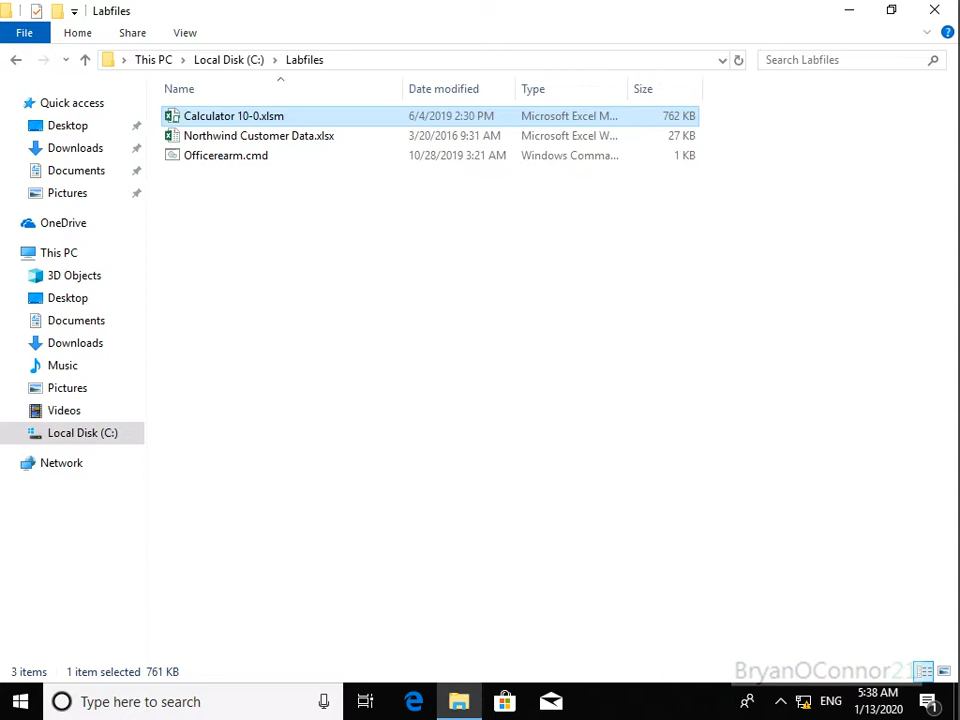 Labfiles
File Home Share View
This PC Local Disk (C:) Labfiles
Search Labfiles
Name Date modified Type Size
Calculator 10-0.xlsm 6/4/2019 2:30 PM Microsoft Excel M... 762 KB
Northwind Customer Data.xlsx 3/20/2016 9:31 AM Microsoft Excel W... 27 KB
Officerearm.cmd 10/28/2019 3:21 AM Windows Comma... 1 KB
Quick access
Desktop
Downloads
Documents
Pictures
OneDrive
This PC
3D Objects
Desktop
Documents
Downloads
Music
Pictures
Videos
Local Disk (C:)
Network
3 items 1 item selected 761 KB
BryanOConnor21
Type here to search
ENG
5:38 AM
1/13/2020
1